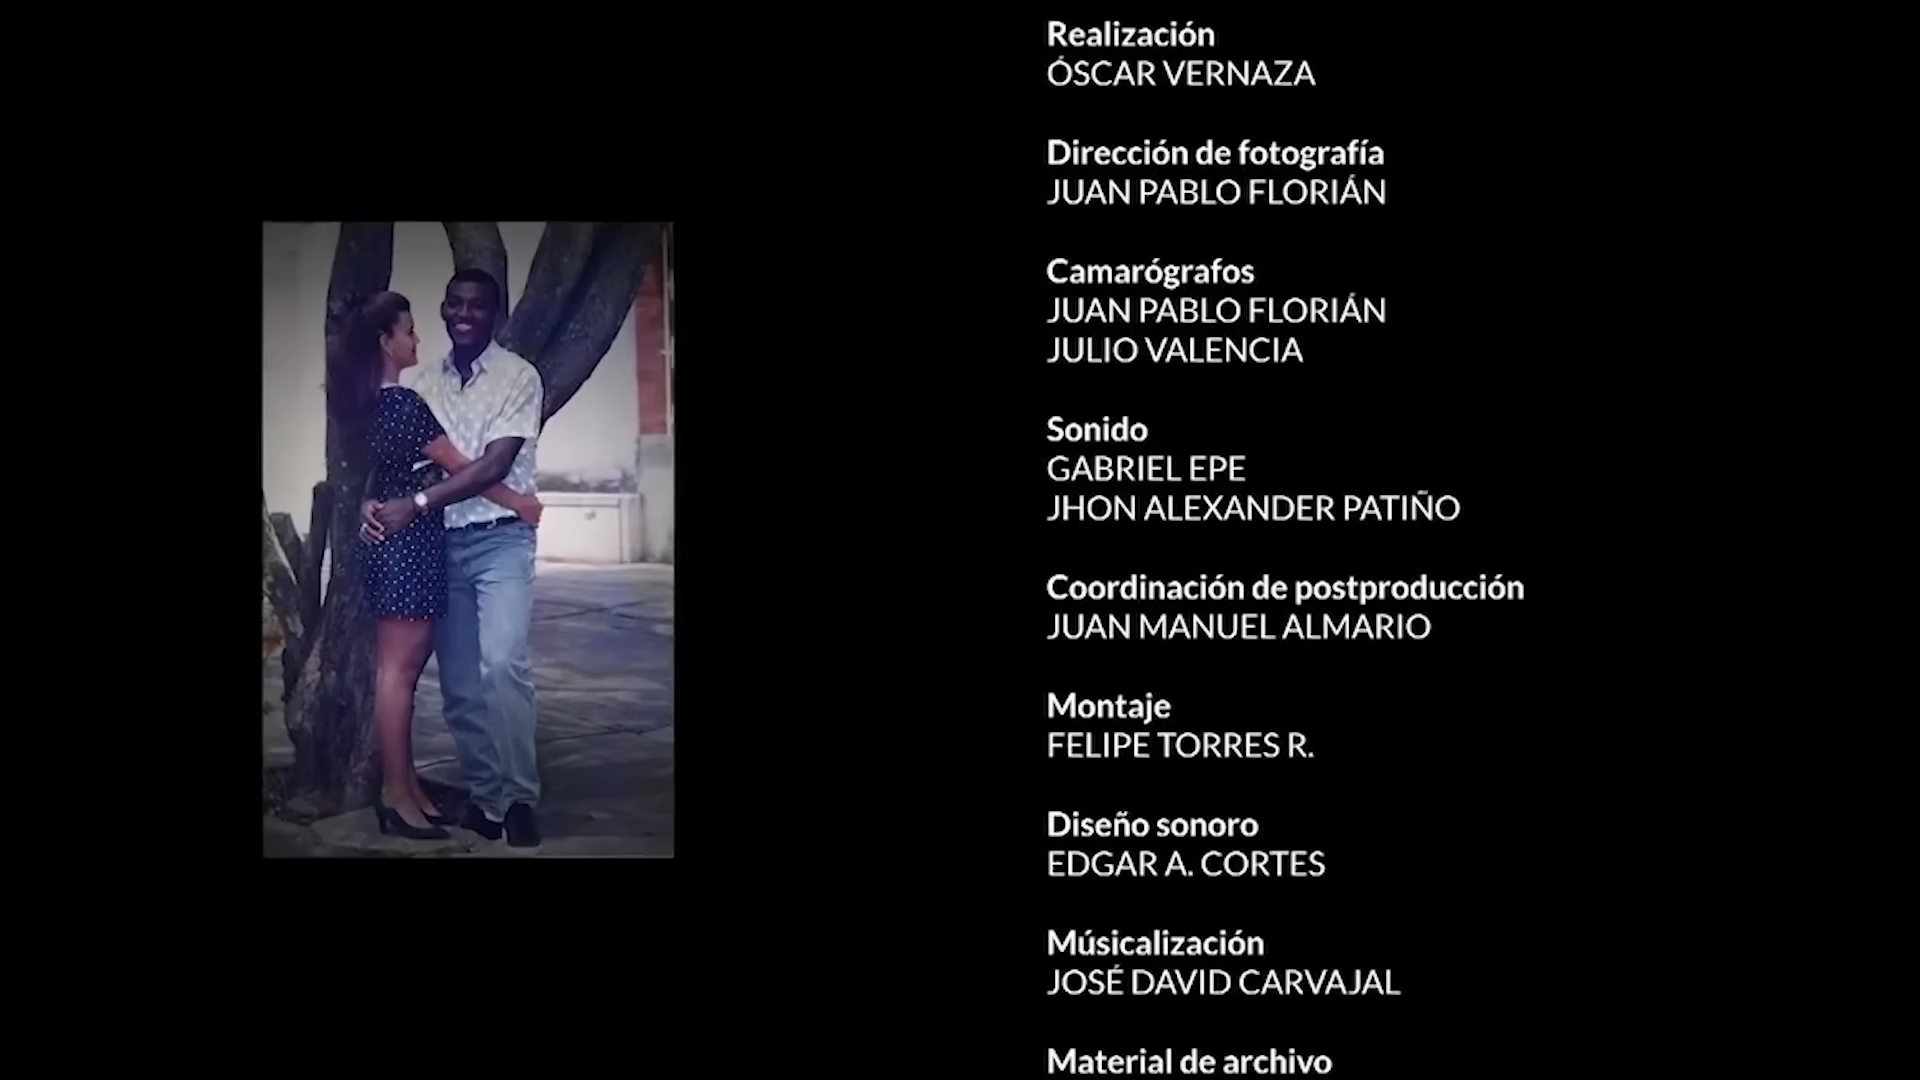 Realización
ÓSCAR VERNAZA
Dirección de fotografía
JUAN PABLO FLORIÁN
Camarógrafos
JUAN PABLO FLORIÁN
JULIO VALENCIA
Sonido
GABRIEL EPE
JHON ALEXANDER PATIÑO
Coordinación de postproducción
JUAN MANUEL ALMARIO
Montaje
FELIPE TORRES R.
Diseño sonoro
EDGAR A. CORTES
Músicalización
JOSÉ DAVID CARVAJAL
Material de archivo